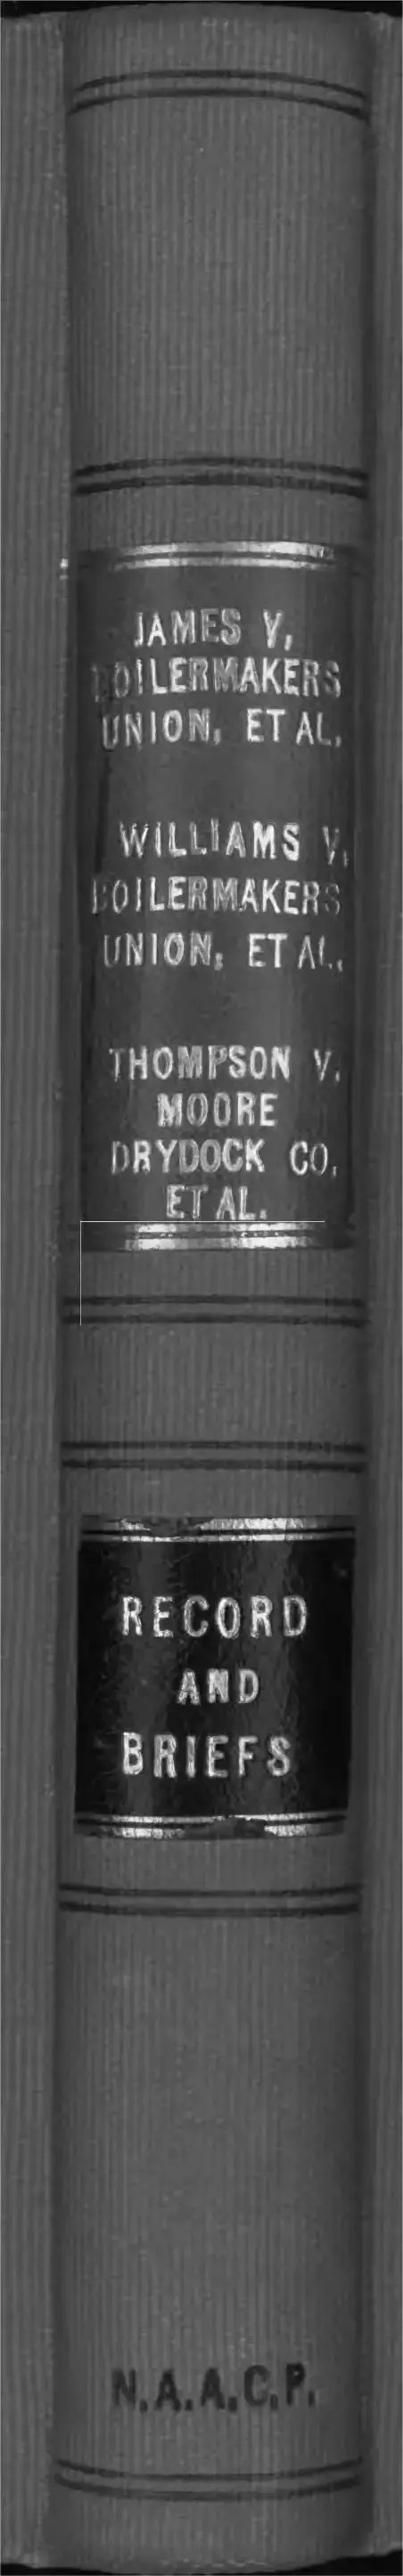 JAMES V.
BOILERMAKERS
UNION, ET AL.
WILLIAMS V.
BOILERMAKERS
UNION, ET AL.
THOMPSON V.
MOORE
DRYDOCK CO.
ET AL.
RECORD
AND
BRIEFS
N.A.A.C.P.